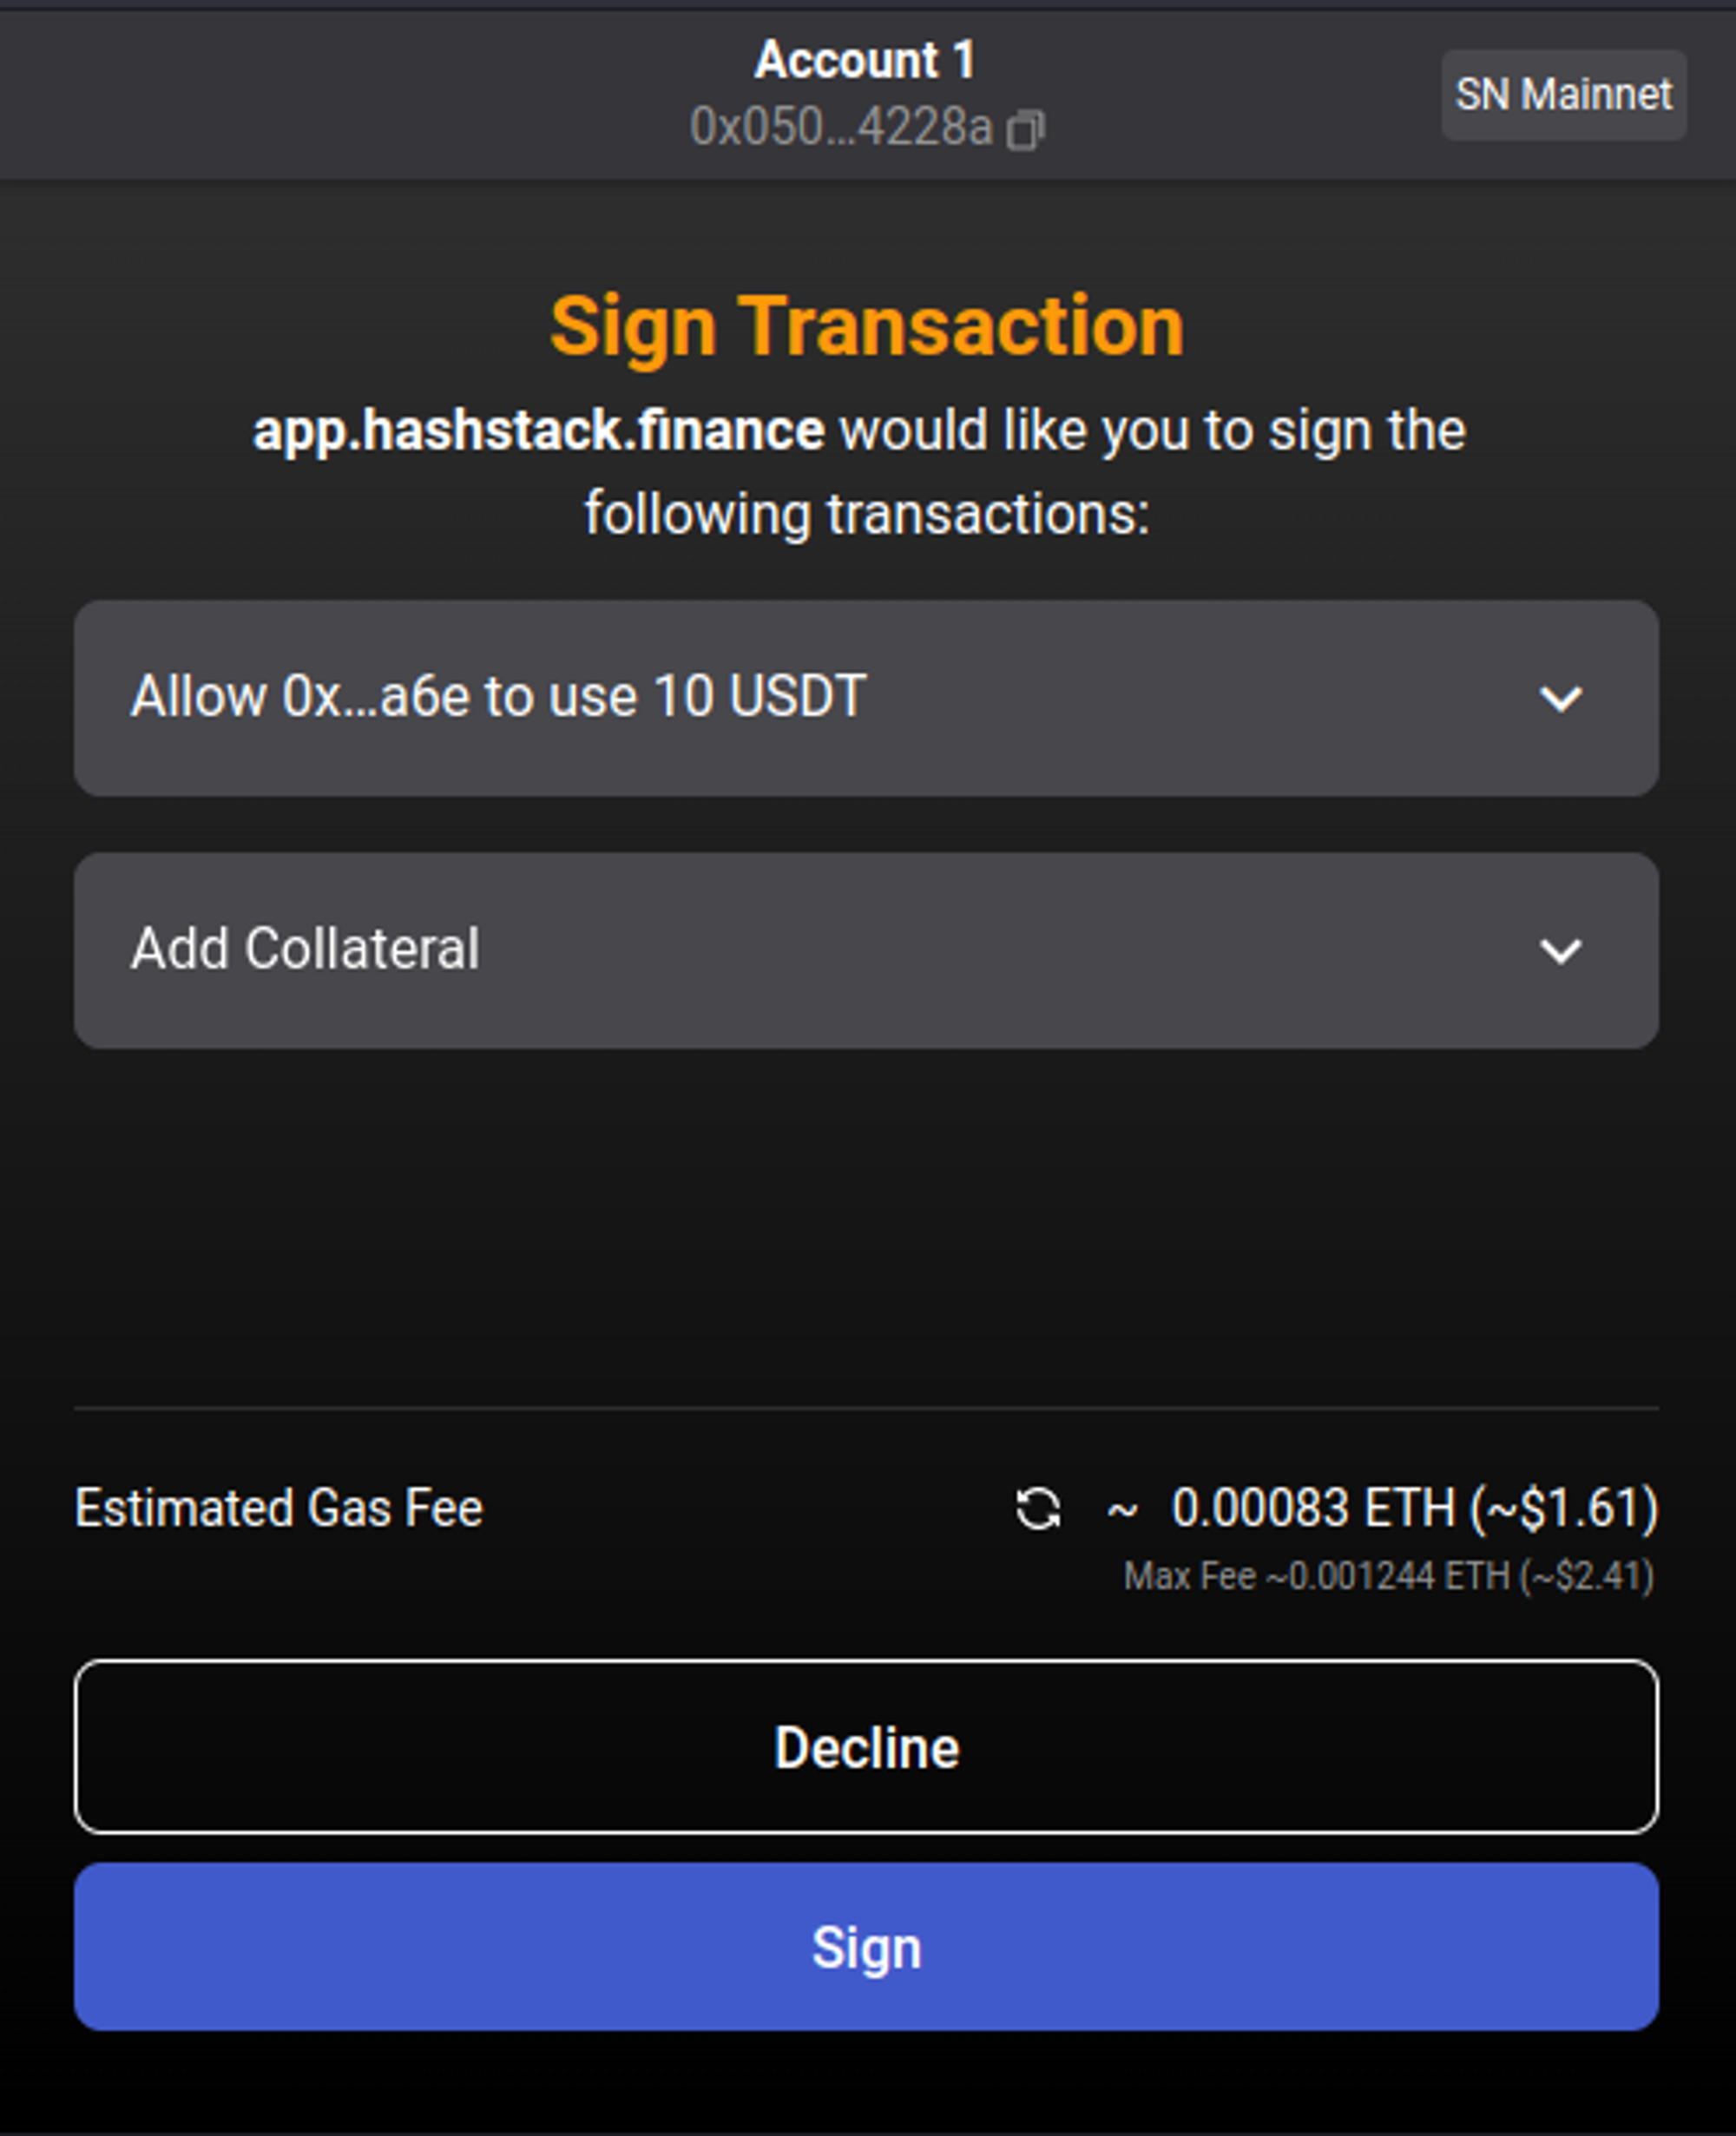 Account 1
0x050...4228a
SN Mainnet
Sign Transaction
app.hashstack.finance would like you to sign the
following transactions:
Allow 0x...a6e to use 10 USDT
Add Collateral
Estimated Gas Fee ~ 0.00083 ETH (~$1.61)
Max Fee ~0.001244 ETH (~$2.41)
Decline
Sign